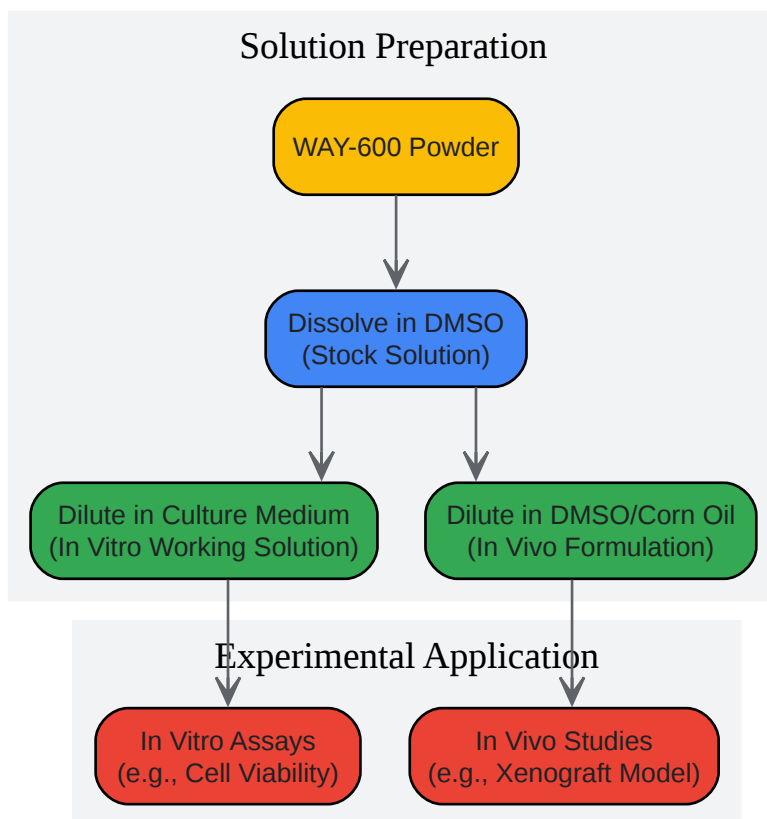 Solution Preparation
WAY-600 Powder
Dissolve in DMSO
(Stock Solution)
Dilute in Culture Medium
(In Vitro Working Solution)
Dilute in DMSO/Corn Oil
(In Vivo Formulation)
Experimental Application
In Vitro Assays
(e.g., Cell Viability)
In Vivo Studies
(e.g., Xenograft Model)